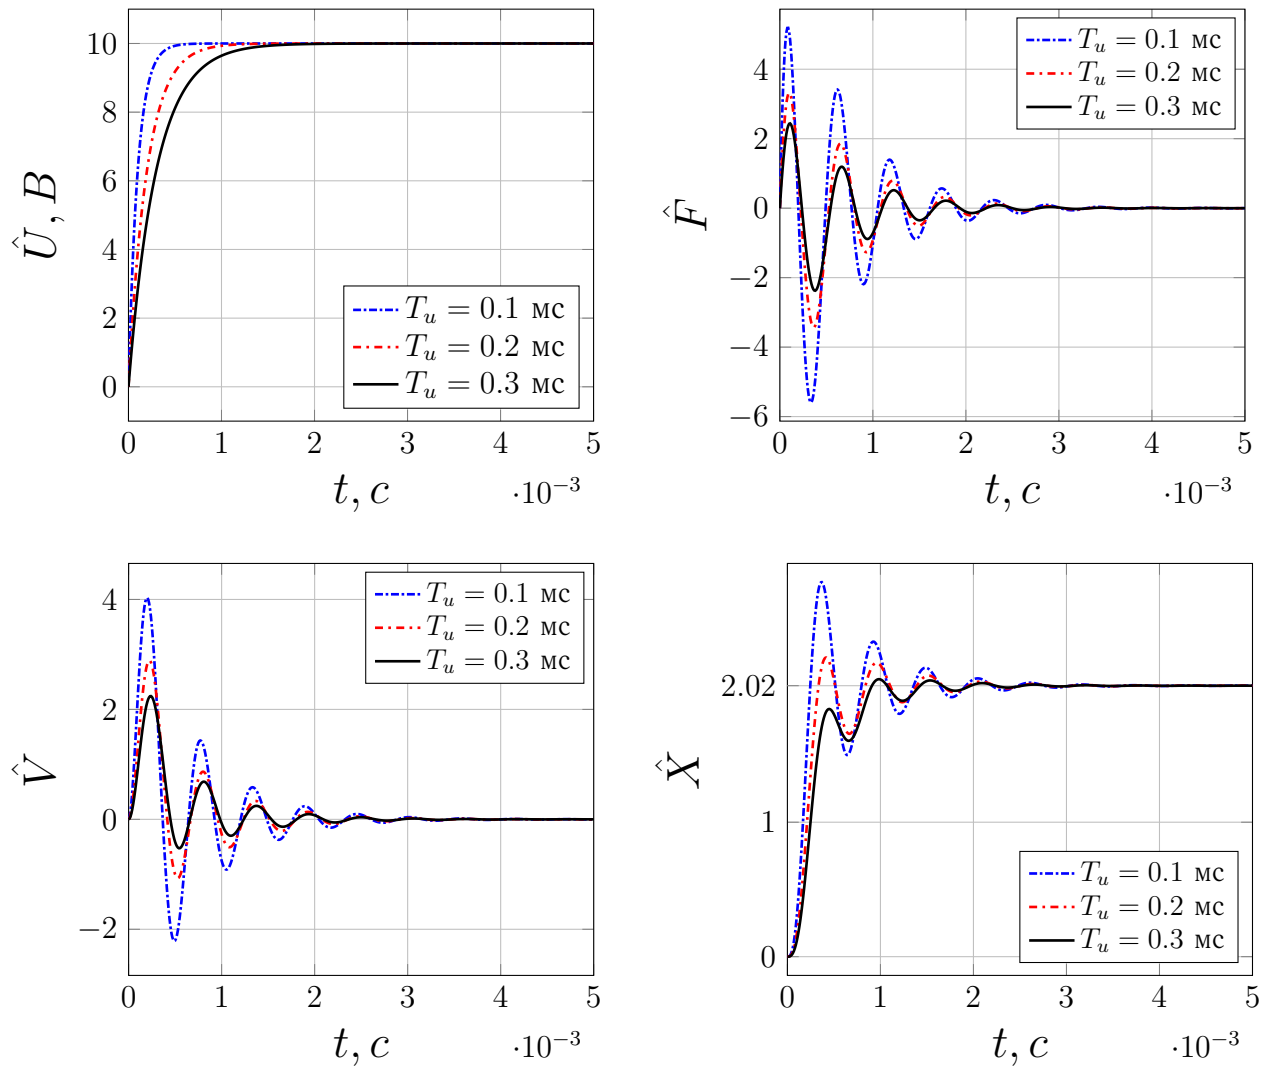 10
8
6
4
2
0
Û, B
T_u = 0.1 мс
T_u = 0.2 мс
T_u = 0.3 мс
0 1 2 3 4 5
t, c
·10⁻³
4
2
0
−2
−4
−6
F̂
T_u = 0.1 мс
T_u = 0.2 мс
T_u = 0.3 мс
0 1 2 3 4 5
t, c
·10⁻³
4
2
0
−2
V̂
T_u = 0.1 мс
T_u = 0.2 мс
T_u = 0.3 мс
0 1 2 3 4 5
t, c
·10⁻³
2.02
1
0
X̂
T_u = 0.1 мс
T_u = 0.2 мс
T_u = 0.3 мс
0 1 2 3 4 5
t, c
·10⁻³